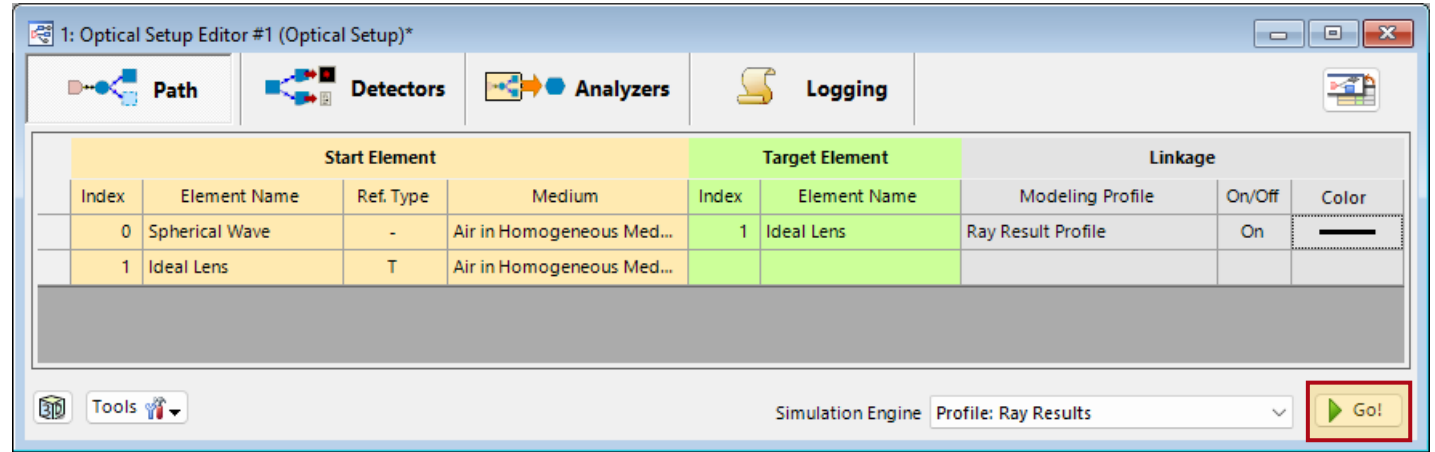 1: Optical Setup Editor #1 (Optical Setup)*
Path Detectors Analyzers Logging
Start Element Target Element Linkage
Index Element Name Ref. Type Medium Index Element Name Modeling Profile On/Off Color
0 Spherical Wave - Air in Homogeneous Med... 1 Ideal Lens Ray Result Profile On
1 Ideal Lens T Air in Homogeneous Med...
3D Tools Simulation Engine Profile: Ray Results Go!